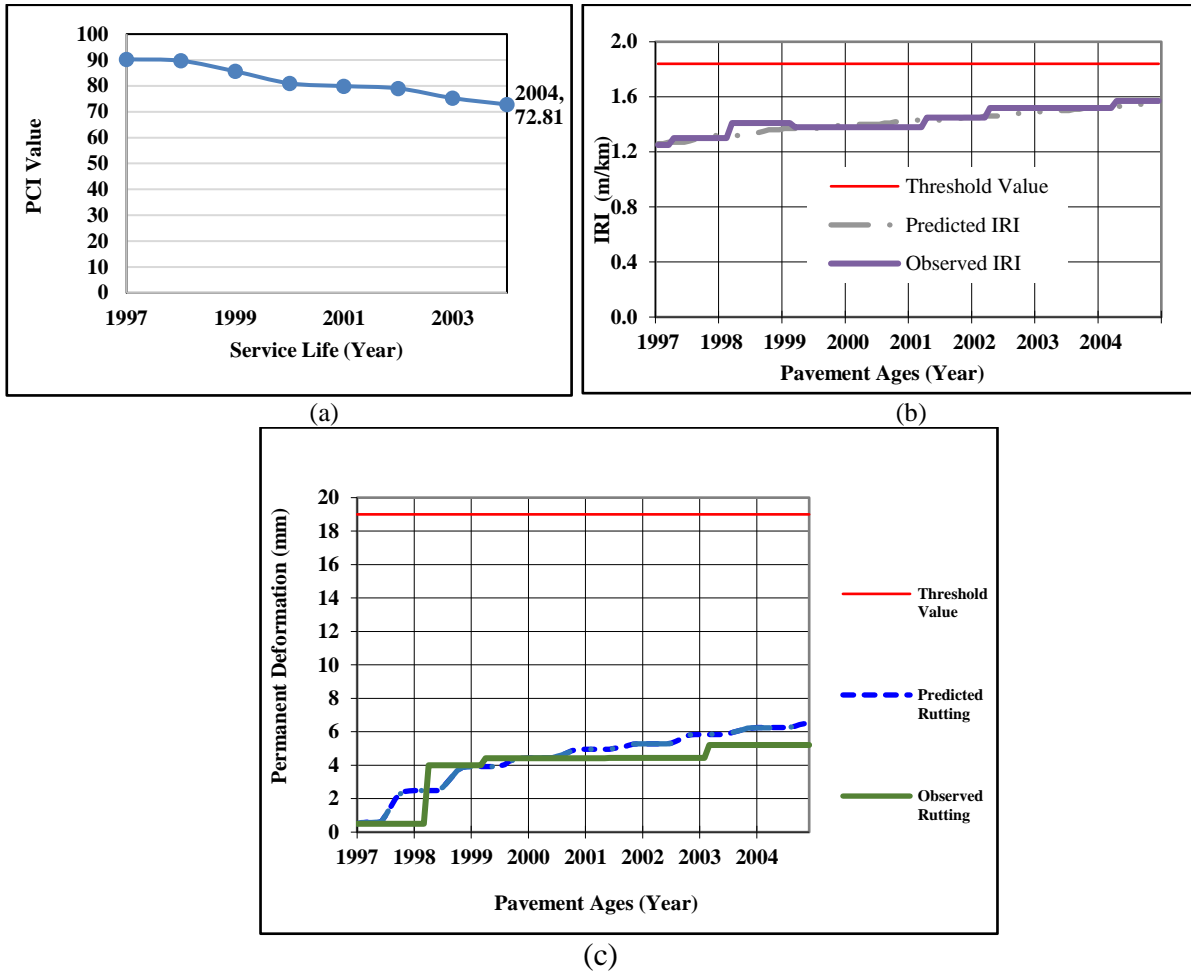 100
90
80
70
60
50
40
30
20
10
0
PCI Value
2004,
72.81
1997 1999 2001 2003
Service Life (Year)
(a)
2.0
1.6
1.2
0.8
0.4
0.0
IRI (m/km)
Threshold Value
Predicted IRI
Observed IRI
1997 1998 1999 2000 2001 2002 2003 2004
Pavement Ages (Year)
(b)
20
18
16
14
12
10
8
6
4
2
0
Permanent Deformation (mm)
1997 1998 1999 2000 2001 2002 2003 2004
Pavement Ages (Year)
Threshold
Value
Predicted
Rutting
Observed
Rutting
(c)